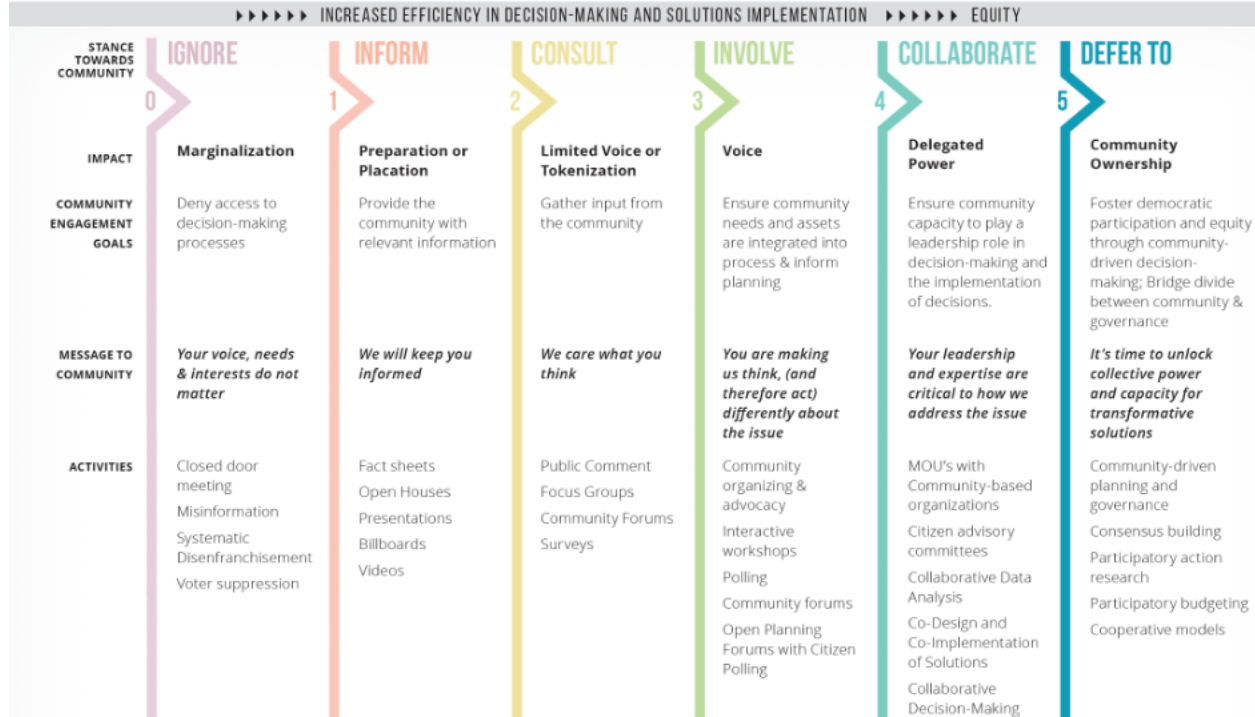 INCREASED EFFICIENCY IN DECISION-MAKING AND SOLUTIONS IMPLEMENTATION EQUITY
STANCE
TOWARDS
COMMUNITY
IGNORE
0
INFORM
1
CONSULT
2
INVOLVE
3
COLLABORATE
4
DEFER TO
5
IMPACT
Marginalization
Preparation or
Placation
Limited Voice or
Tokenization
Voice
Delegated
Power
Community
Ownership
COMMUNITY
ENGAGEMENT
GOALS
Deny access to
decision-making
processes
Provide the
community with
relevant information
Gather input from
the community
Ensure community
needs and assets
are integrated into
process & inform
planning
Ensure community
capacity to play a
leadership role in
decision-making and
the implementation
of decisions.
Foster democratic
participation and equity
through community-
driven decision-
making; Bridge divide
between community &
governance
MESSAGE TO
COMMUNITY
Your voice, needs
& interests do not
matter
We will keep you
informed
We care what you
think
You are making
us think, (and
therefore act)
differently about
the issue
Your leadership
and expertise are
critical to how we
address the issue
It's time to unlock
collective power
and capacity for
transformative
solutions
ACTIVITIES
Closed door
meeting
Misinformation
Systematic
Disenfranchisement
Voter suppression
Fact sheets
Open Houses
Presentations
Billboards
Videos
Public Comment
Focus Groups
Community Forums
Surveys
Community
organizing &
advocacy
Interactive
workshops
Polling
Community forums
Open Planning
Forums with Citizen
Polling
MOU's with
Community-based
organizations
Citizen advisory
committees
Collaborative Data
Analysis
Co-Design and
Co-Implementation
of Solutions
Collaborative
Decision-Making
Community-driven
planning and
governance
Consensus building
Participatory action
research
Participatory budgeting
Cooperative models